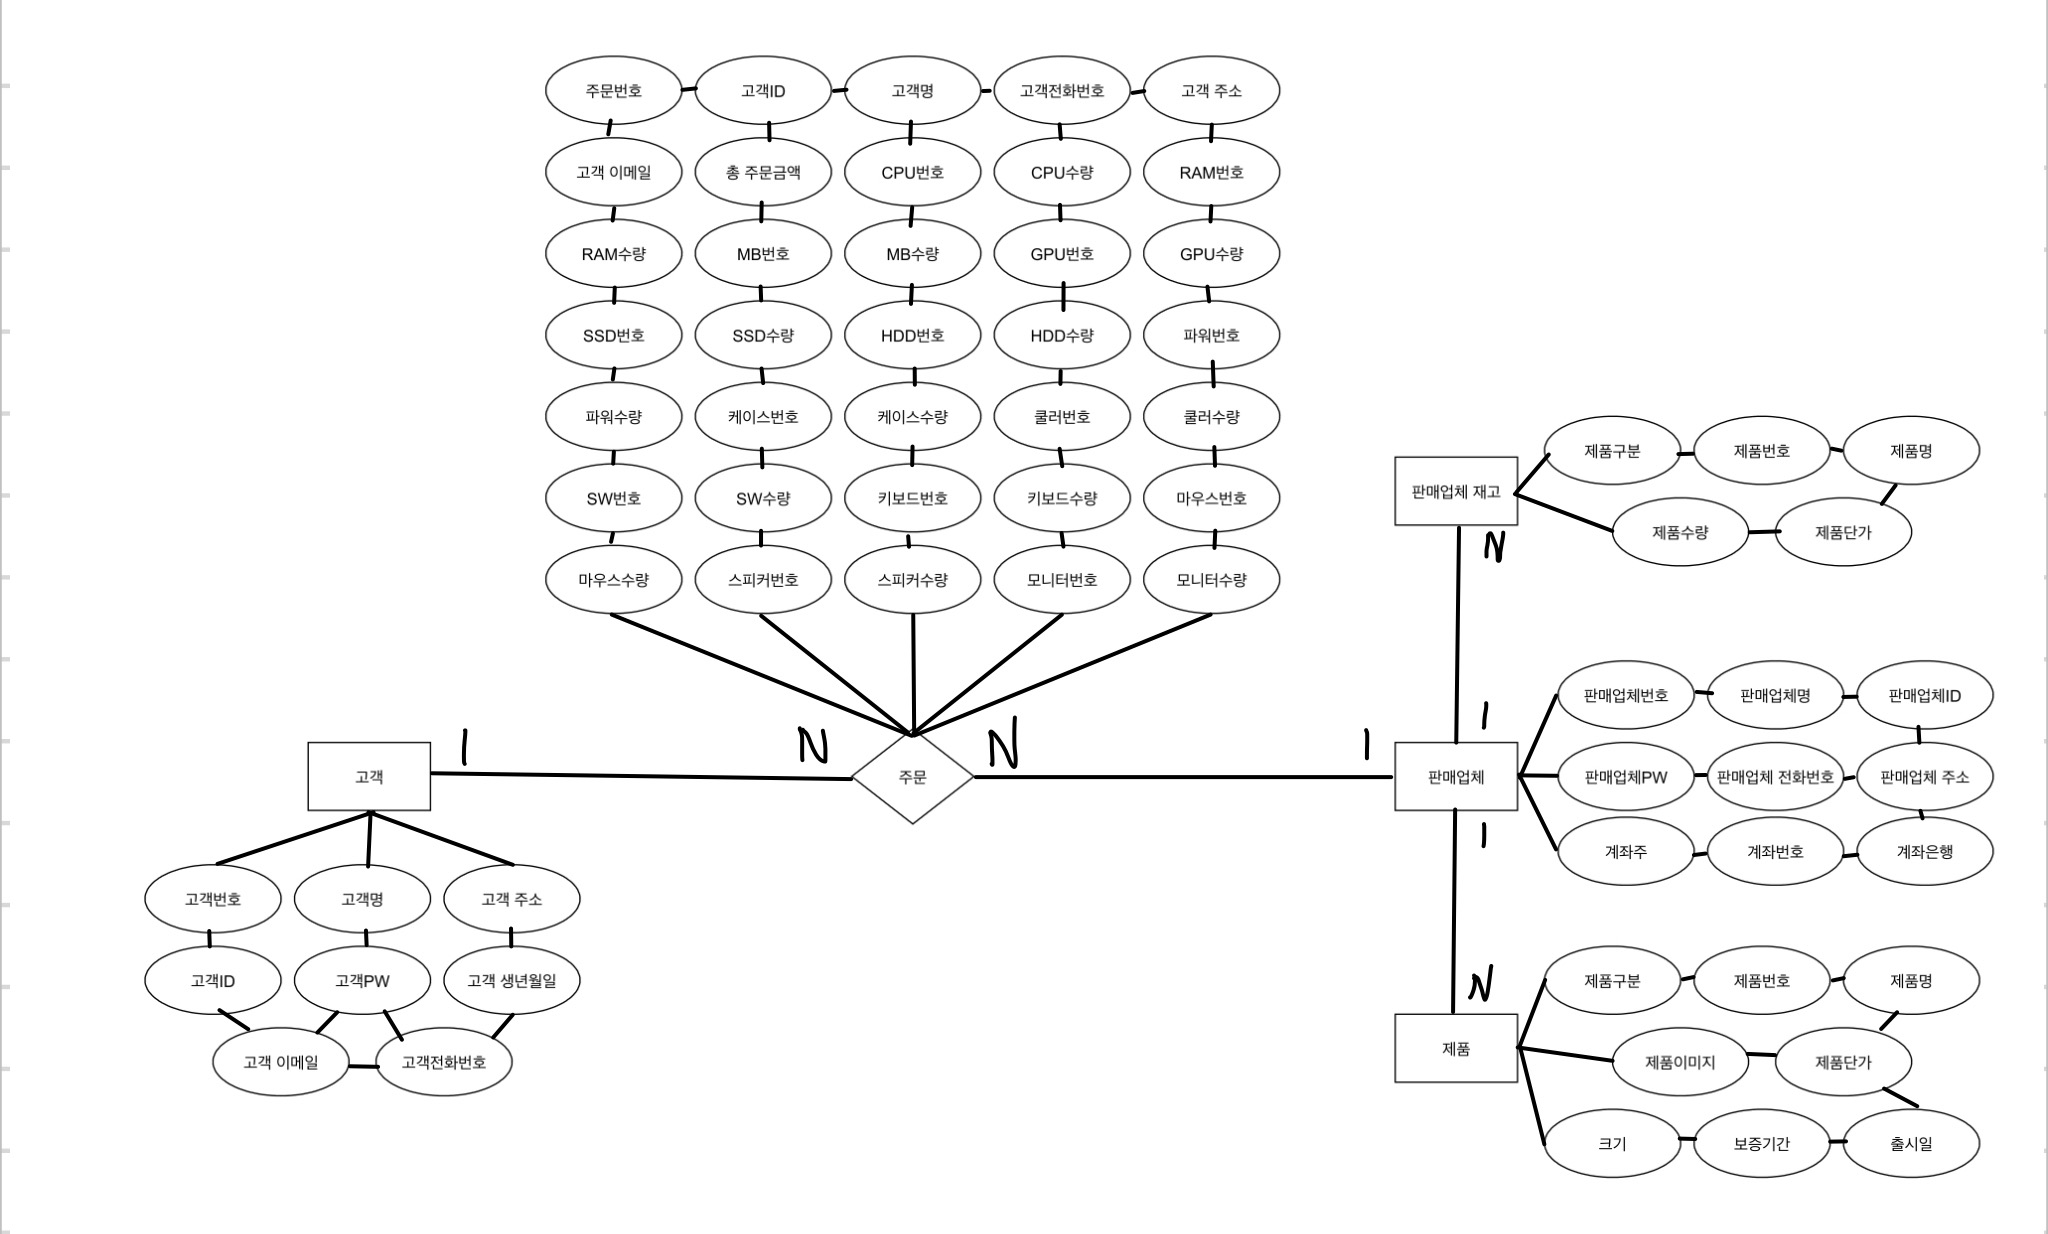 주문번호
고객ID
고객명
고객전화번호
고객 주소
고객 이메일
총 주문금액
CPU번호
CPU수량
RAM번호
RAM수량
MB번호
MB수량
GPU번호
GPU수량
SSD번호
SSD수량
HDD번호
HDD수량
파워번호
파워수량
케이스번호
케이스수량
쿨러번호
쿨러수량
SW번호
SW수량
키보드번호
키보드수량
마우스번호
마우스수량
스피커번호
스피커수량
모니터번호
모니터수량
판매업체 재고
제품구분
제품번호
제품명
제품수량
제품단가
N
판매업체번호
판매업체명
판매업체ID
1
1
N
N
1
고객
주문
판매업체
판매업체PW
판매업체 전화번호
판매업체 주소
1
계좌주
계좌번호
계좌은행
고객번호
고객명
고객 주소
고객ID
고객PW
고객 생년월일
고객 이메일
고객전화번호
N
제품
제품구분
제품번호
제품명
제품이미지
제품단가
크기
보증기간
출시일